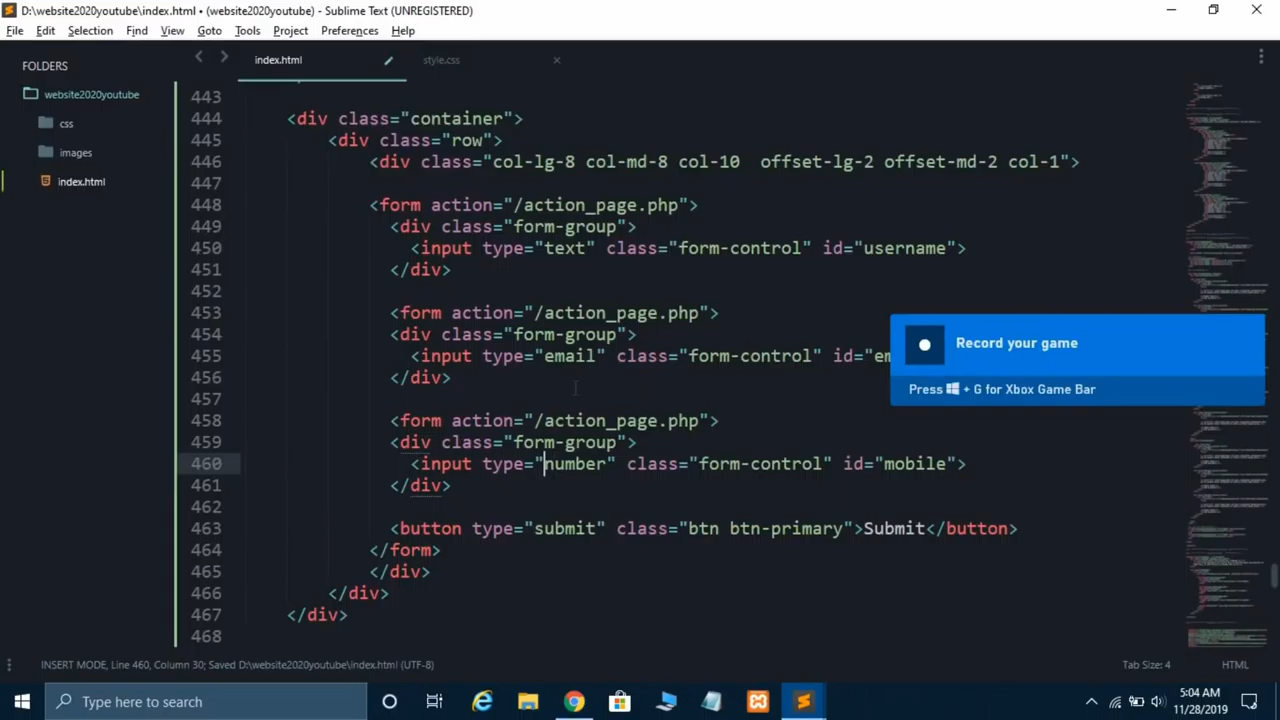 D:\website2020youtube\index.html • (website2020youtube) - Sublime Text (UNREGISTERED)
File Edit Selection Find View Goto Tools Project Preferences Help
FOLDERS
website2020youtube
css
images
index.html
index.html
style.css
443
444 <div class="container">
445 <div class="row">
446 <div class="col-lg-8 col-md-8 col-10  offset-lg-2 offset-md-2 col-1">
447
448 <form action="/action_page.php">
449 <div class="form-group">
450 <input type="text" class="form-control" id="username">
451 </div>
452
453 <form action="/action_page.php">
454 <div class="form-group">
455 <input type="email" class="form-control" id="em
456 </div>
457
458 <form action="/action_page.php">
459 <div class="form-group">
460 <input type="number" class="form-control" id="mobile">
461 </div>
462
463 <button type="submit" class="btn btn-primary">Submit</button>
464 </form>
465 </div>
466 </div>
467 </div>
468
Record your game
Press + G for Xbox Game Bar
INSERT MODE, Line 460, Column 30; Saved D:\website2020youtube\index.html (UTF-8)
Tab Size: 4
HTML
Type here to search
5:04 AM
11/28/2019